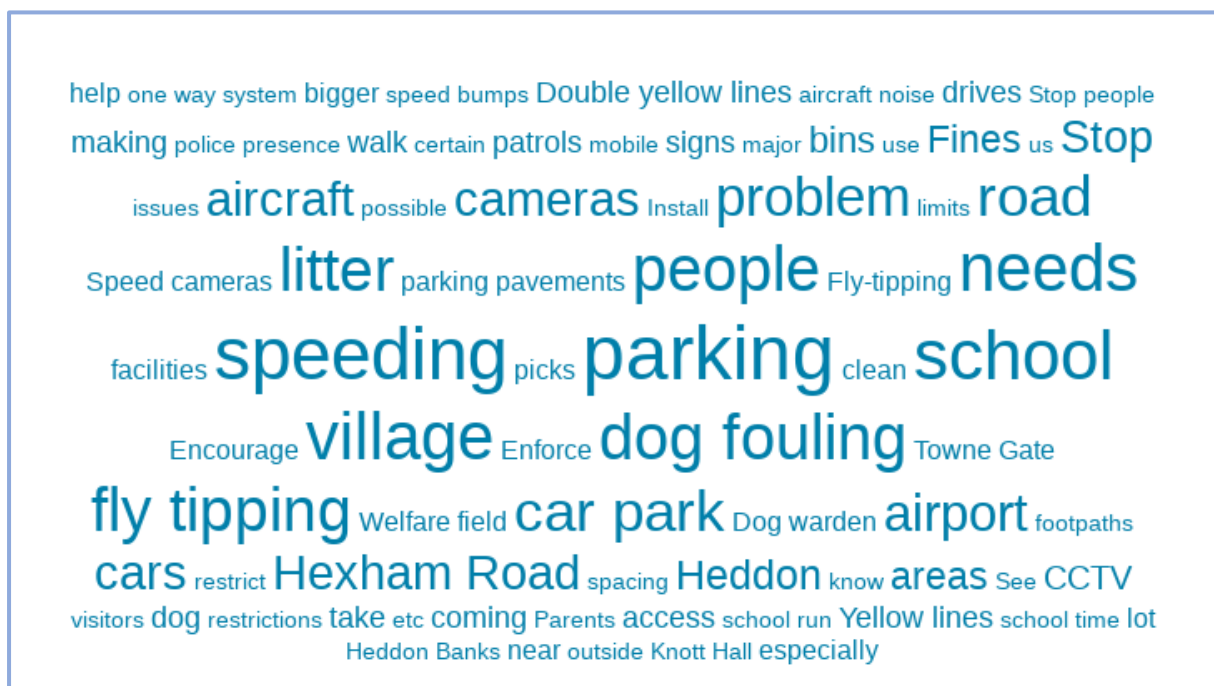 help one way system bigger speed bumps Double yellow lines aircraft noise drives Stop people
making police presence walk certain patrols mobile signs major bins use Fines us Stop
issues aircraft possible cameras Install problem limits road
Speed cameras litter parking pavements people Fly-tipping needs
facilities speeding picks parking clean school
Encourage village Enforce dog fouling Towne Gate
fly tipping Welfare field car park Dog warden airport footpaths
cars restrict Hexham Road spacing Heddon know areas See CCTV
visitors dog restrictions take etc coming Parents access school run Yellow lines school time lot
Heddon Banks near outside Knott Hall especially